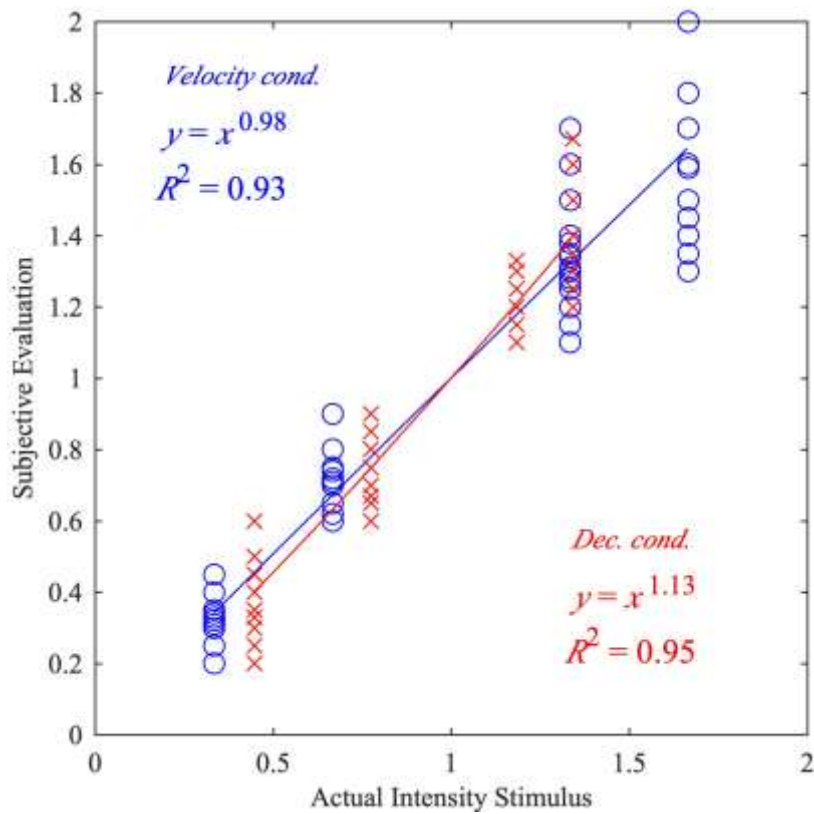 2
1.8
1.6
1.4
1.2
1
0.8
0.6
0.4
0.2
0
Subjective Evaluation
Velocity cond.
y = x^0.98
R^2 = 0.93
Dec. cond.
y = x^1.13
R^2 = 0.95
0 0.5 1 1.5 2
Actual Intensity Stimulus